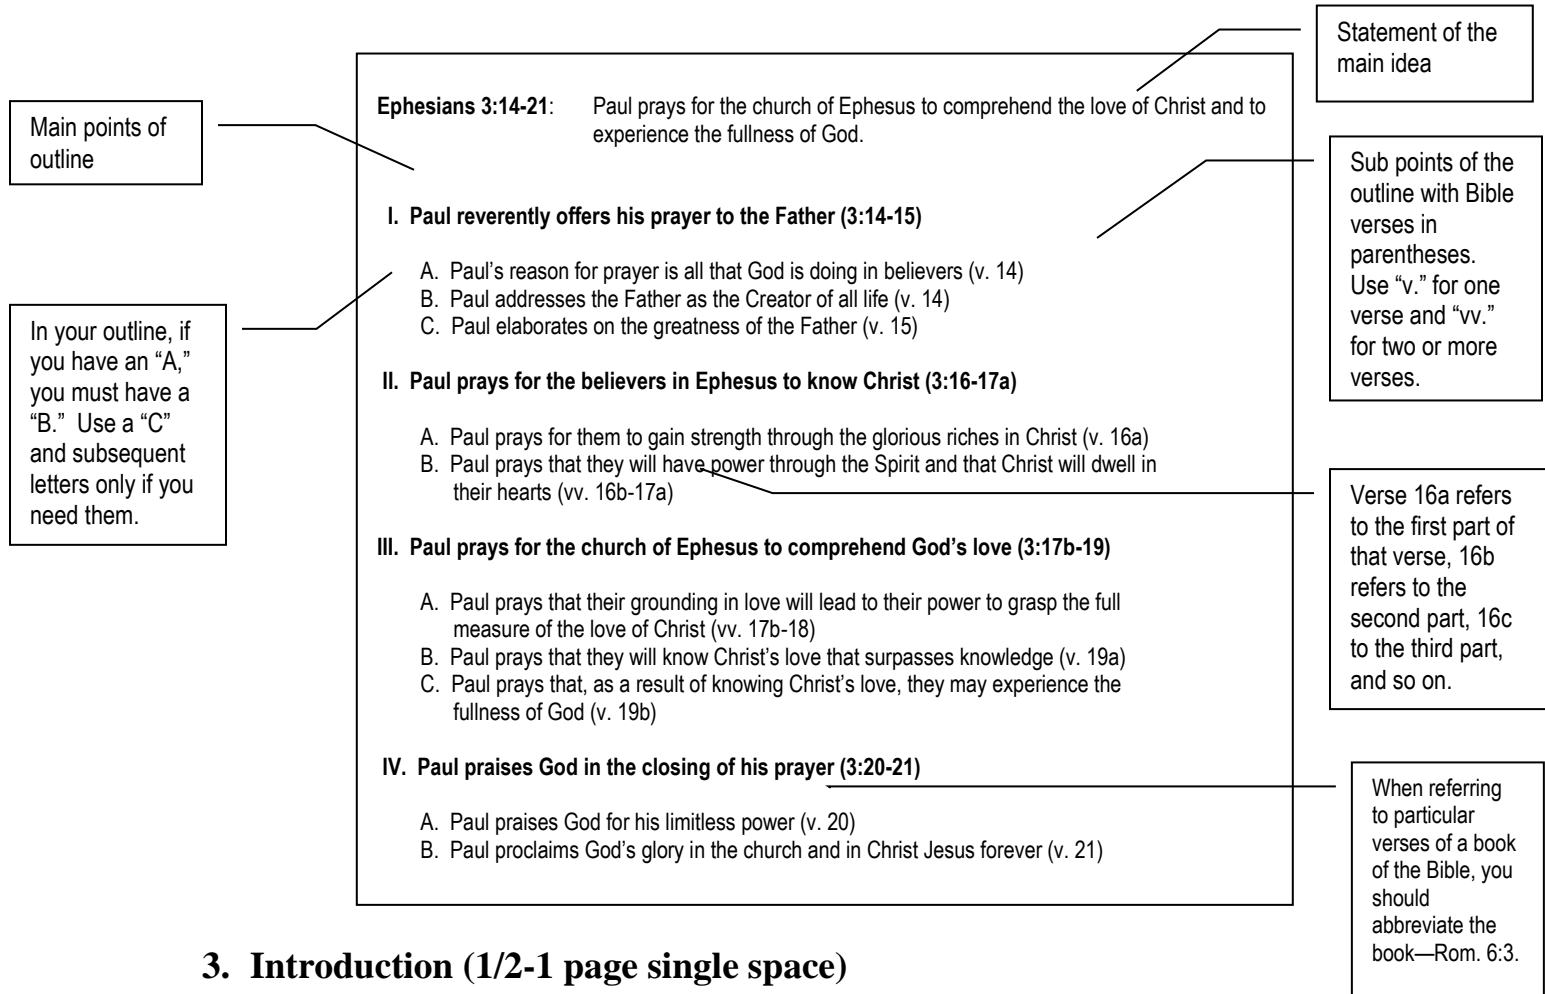 Statement of the
main idea
Ephesians 3:14-21: Paul prays for the church of Ephesus to comprehend the love of Christ and to
experience the fullness of God.
Main points of
outline
Sub points of the
outline with Bible
verses in
parentheses.
Use “v.” for one
verse and “vv.”
for two or more
verses.
I. Paul reverently offers his prayer to the Father (3:14-15)
A. Paul’s reason for prayer is all that God is doing in believers (v. 14)
B. Paul addresses the Father as the Creator of all life (v. 14)
C. Paul elaborates on the greatness of the Father (v. 15)
In your outline, if
you have an “A,”
you must have a
“B.” Use a “C”
and subsequent
letters only if you
need them.
II. Paul prays for the believers in Ephesus to know Christ (3:16-17a)
A. Paul prays for them to gain strength through the glorious riches in Christ (v. 16a)
B. Paul prays that they will have power through the Spirit and that Christ will dwell in
their hearts (vv. 16b-17a)
Verse 16a refers
to the first part of
that verse, 16b
refers to the
second part, 16c
to the third part,
and so on.
III. Paul prays for the church of Ephesus to comprehend God’s love (3:17b-19)
A. Paul prays that their grounding in love will lead to their power to grasp the full
measure of the love of Christ (vv. 17b-18)
B. Paul prays that they will know Christ’s love that surpasses knowledge (v. 19a)
C. Paul prays that, as a result of knowing Christ’s love, they may experience the
fullness of God (v. 19b)
IV. Paul praises God in the closing of his prayer (3:20-21)
A. Paul praises God for his limitless power (v. 20)
B. Paul proclaims God’s glory in the church and in Christ Jesus forever (v. 21)
When referring
to particular
verses of a book
of the Bible, you
should
abbreviate the
book—Rom. 6:3.
3. Introduction (1/2-1 page single space)